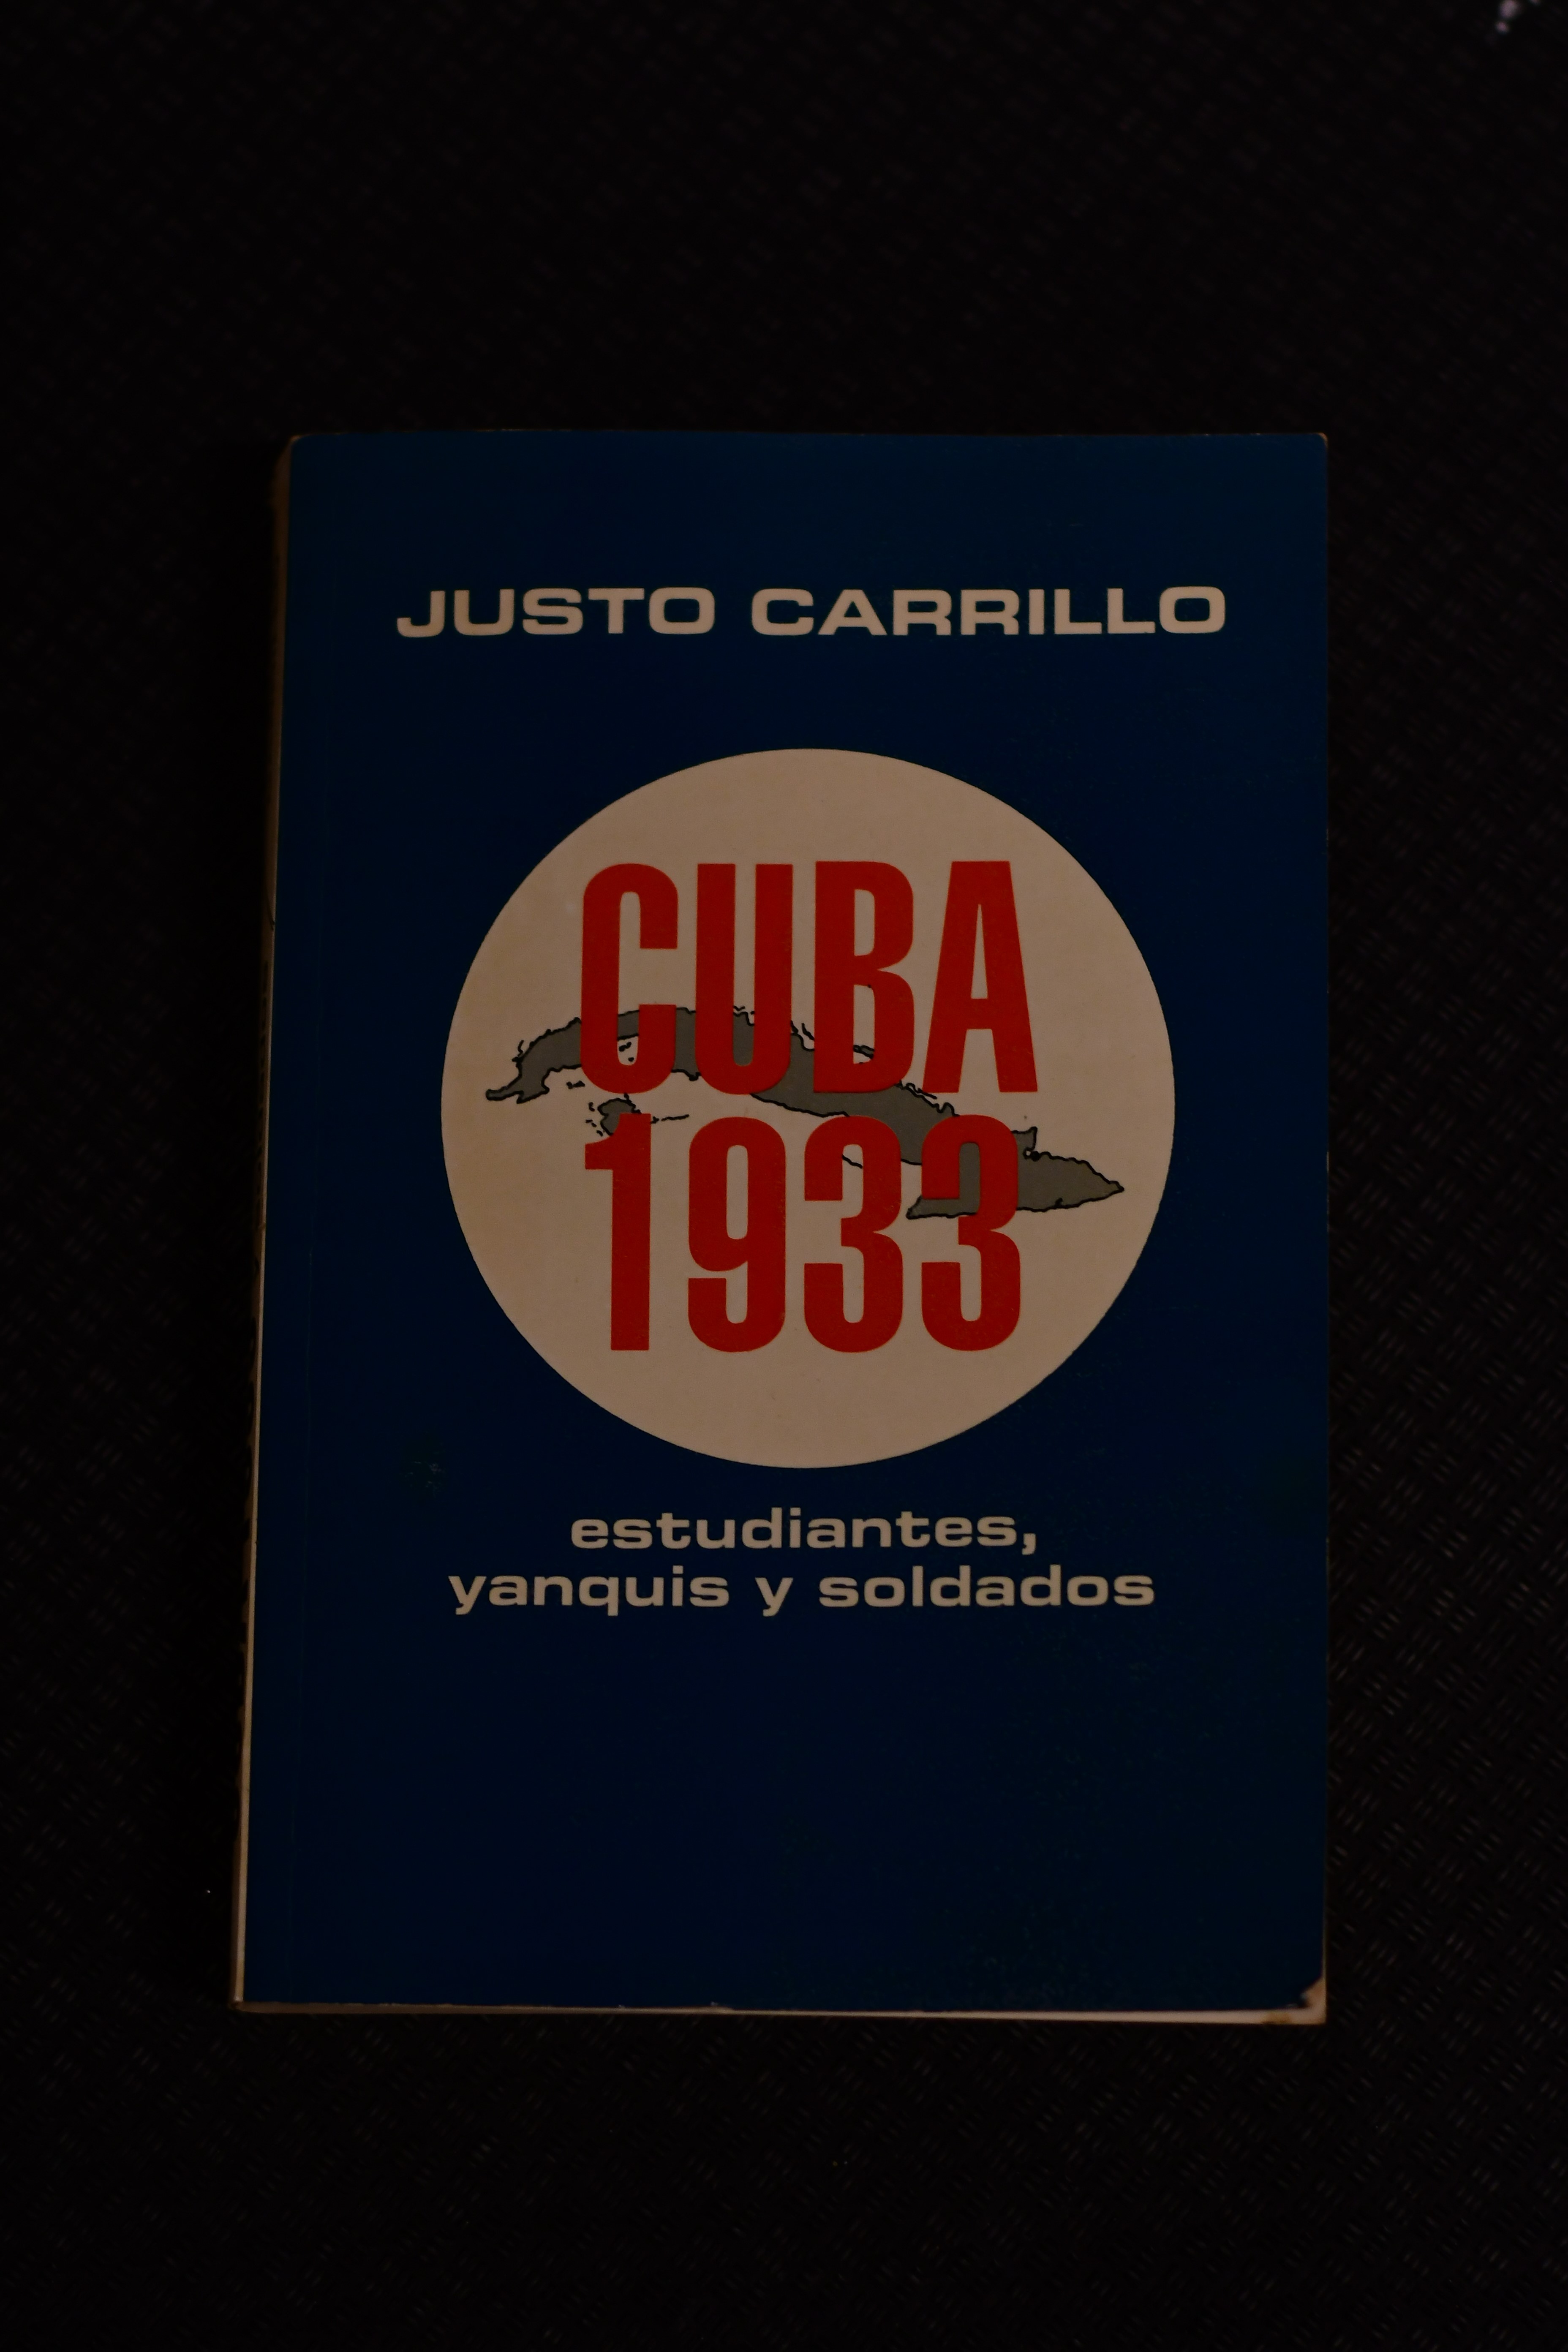 JUSTO CARRILLO
CUBA
1933
estudiantes,
yanquis y soldados